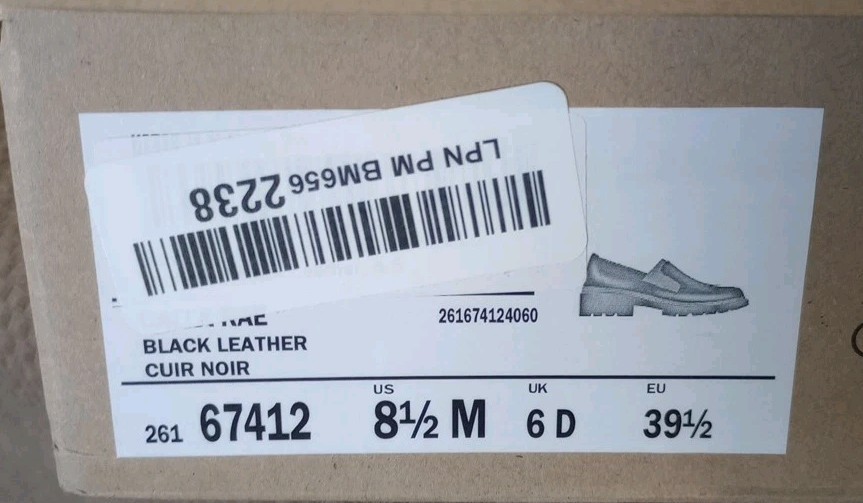 LPN PM BM656 2238
261674124060
BLACK LEATHER
CUIR NOIR
US UK EU
261 67412 8½ M 6 D 39½